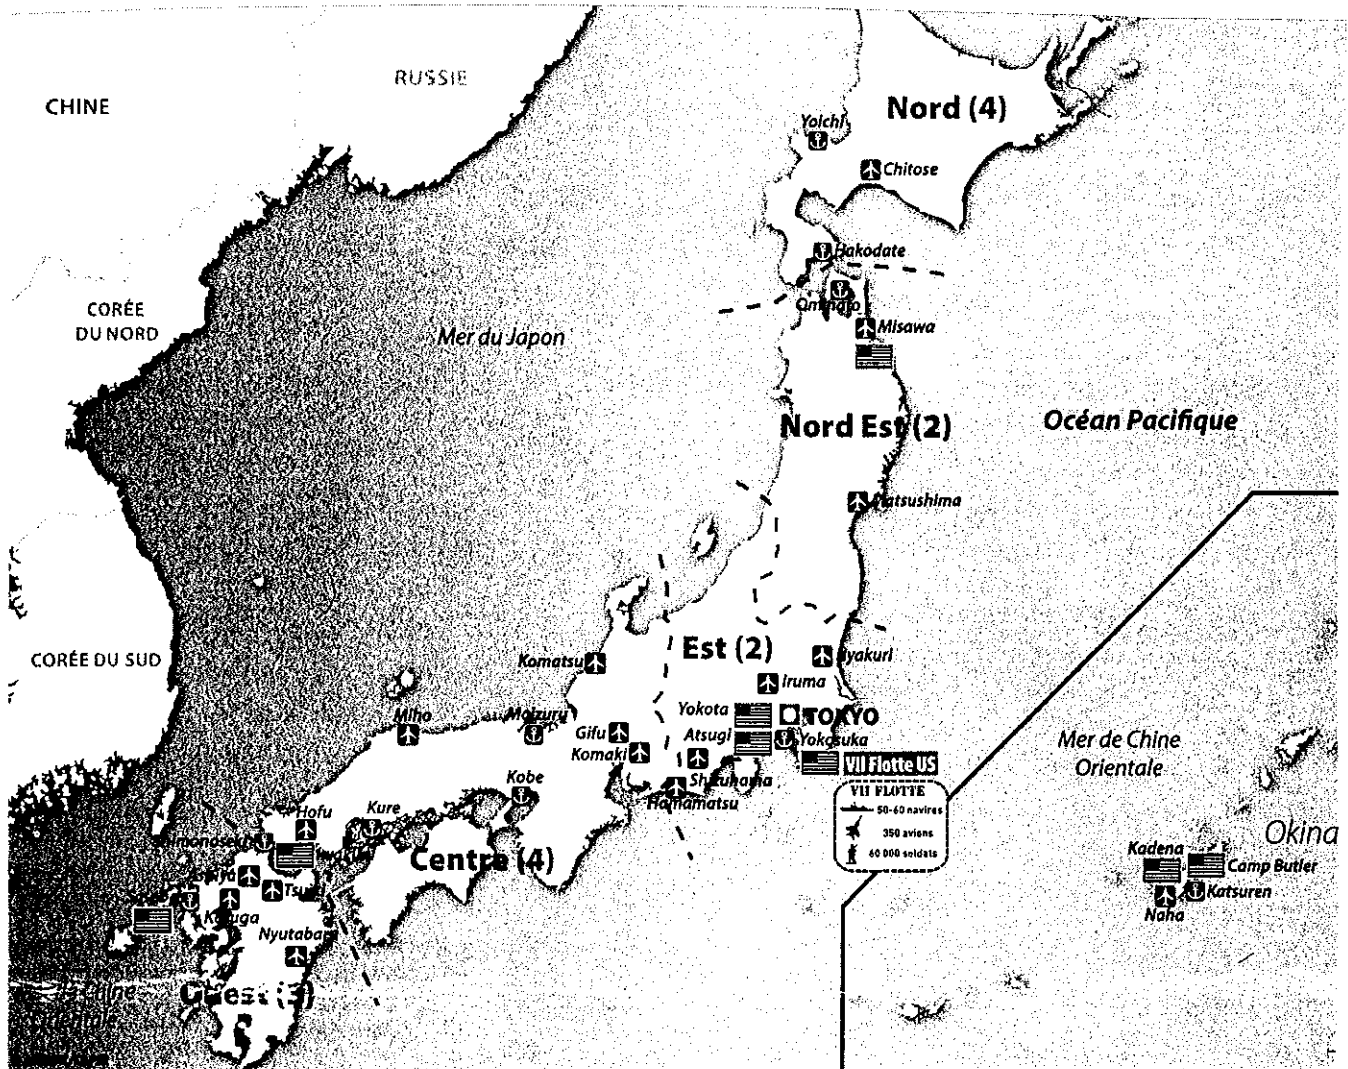 RUSSIE
CHINE
Nord (4)
Yoichi
Chitose
Hakodate
CORÉE
DU NORD
Mer du Japon
Misawa
Nord Est (2)
Océan Pacifique
CORÉE DU SUD
Est (2)
Komatsu
Iruma
Yokota
TOKYO
Miho
Gifu
Atsugi
Yokosuka
Komaki
VII Flotte US
Mer de Chine
Orientale
Kobe
Hamamatsu
VII FLOTTE
50-60 navires
350 avions
60 000 soldats
Hofu
Kure
Centre (4)
Okina
Kadena
Camp Butler
Katsuren
Naha
Ouest (3)